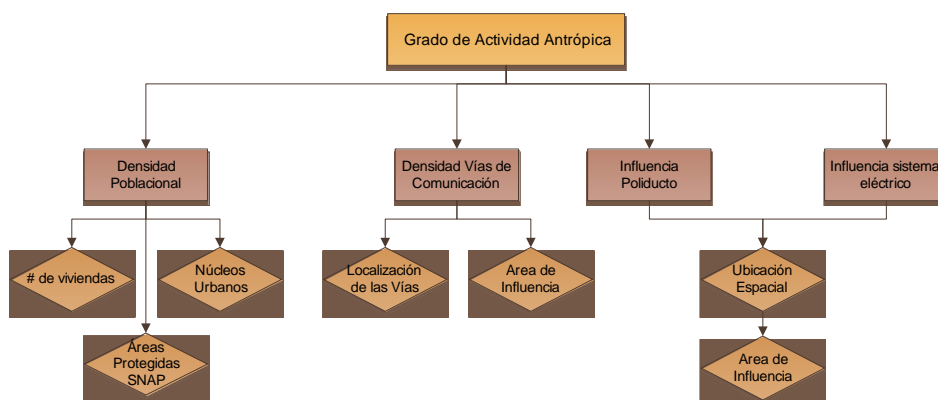 Grado de Actividad Antrópica
Densidad
Poblacional
Densidad Vías de
Comunicación
Influencia
Poliducto
Influencia sistema
eléctrico
# de viviendas
Núcleos
Urbanos
Localización
de las Vías
Area de
Influencia
Ubicación
Espacial
Áreas
Protegidas
SNAP
Area de
Influencia